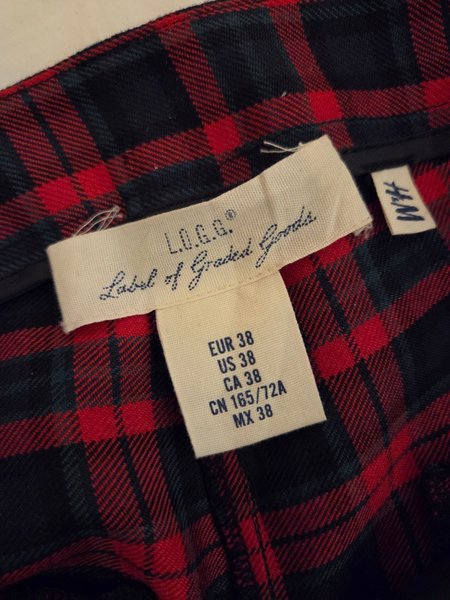 L.O.G.G.®
Label of Graded Goods
H&M
EUR 38
US 38
CA 38
CN 165/72A
MX 38